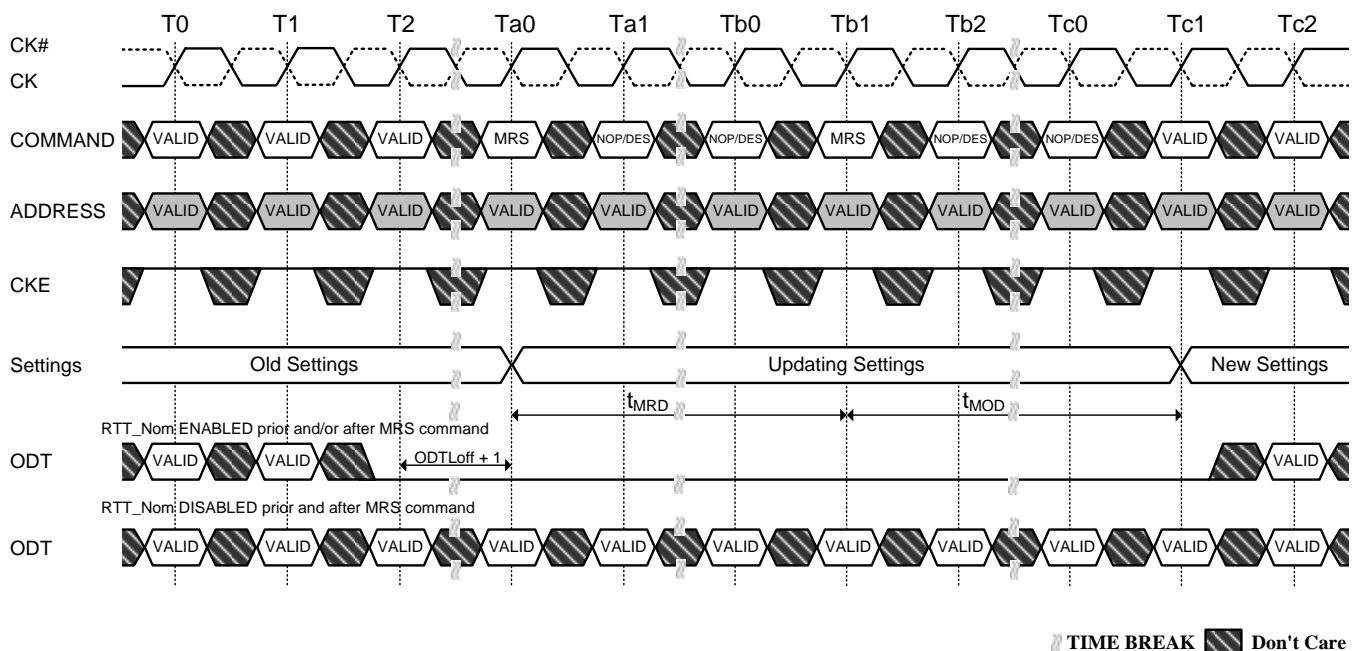 T0 T1 T2 Ta0 Ta1 Tb0 Tb1 Tb2 Tc0 Tc1 Tc2
CK#
CK
COMMAND VALID VALID VALID MRS NOP/DES NOP/DES MRS NOP/DES NOP/DES VALID VALID
ADDRESS VALID VALID VALID VALID VALID VALID VALID VALID VALID VALID VALID
CKE
Settings Old Settings Updating Settings New Settings
tMRD tMOD
RTT_Nom ENABLED prior and/or after MRS command
ODT VALID VALID ODTLoff + 1 VALID
RTT_Nom DISABLED prior and after MRS command
ODT VALID VALID VALID VALID VALID VALID VALID VALID VALID VALID VALID
TIME BREAK Don't Care